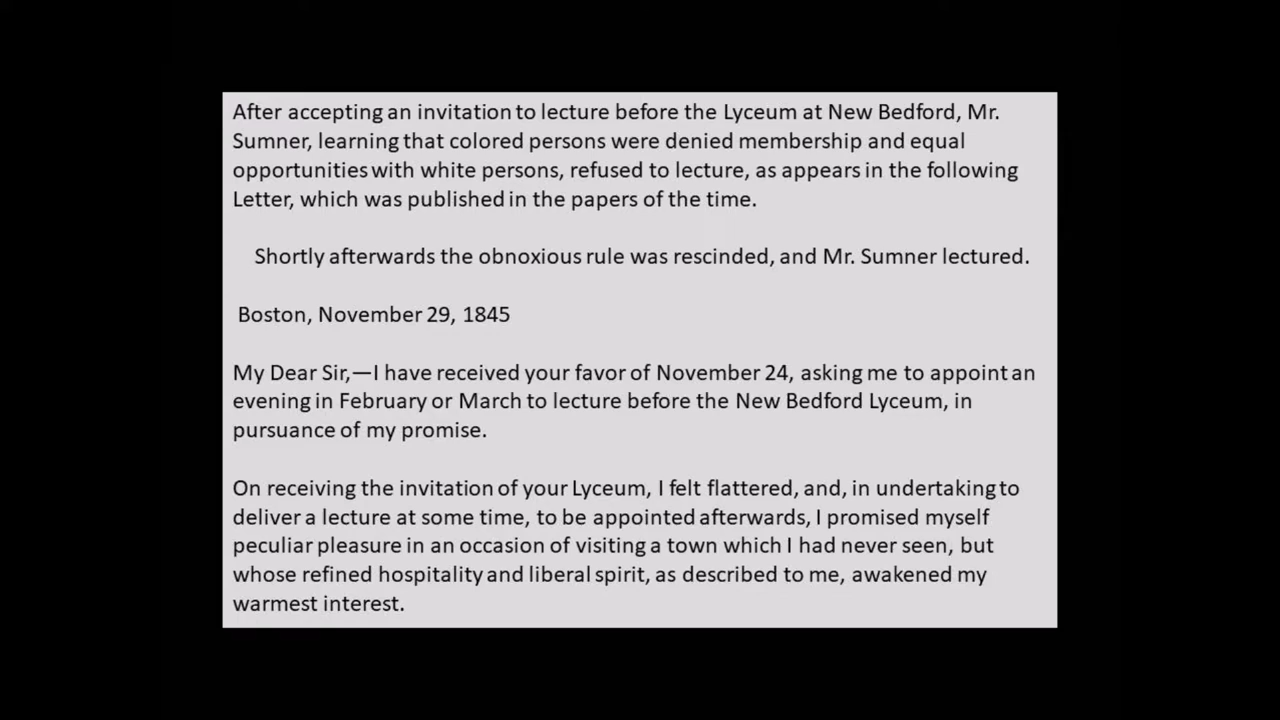 After accepting an invitation to lecture before the Lyceum at New Bedford, Mr.
Sumner, learning that colored persons were denied membership and equal
opportunities with white persons, refused to lecture, as appears in the following
Letter, which was published in the papers of the time.
Shortly afterwards the obnoxious rule was rescinded, and Mr. Sumner lectured.
Boston, November 29, 1845
My Dear Sir,—I have received your favor of November 24, asking me to appoint an
evening in February or March to lecture before the New Bedford Lyceum, in
pursuance of my promise.
On receiving the invitation of your Lyceum, I felt flattered, and, in undertaking to
deliver a lecture at some time, to be appointed afterwards, I promised myself
peculiar pleasure in an occasion of visiting a town which I had never seen, but
whose refined hospitality and liberal spirit, as described to me, awakened my
warmest interest.